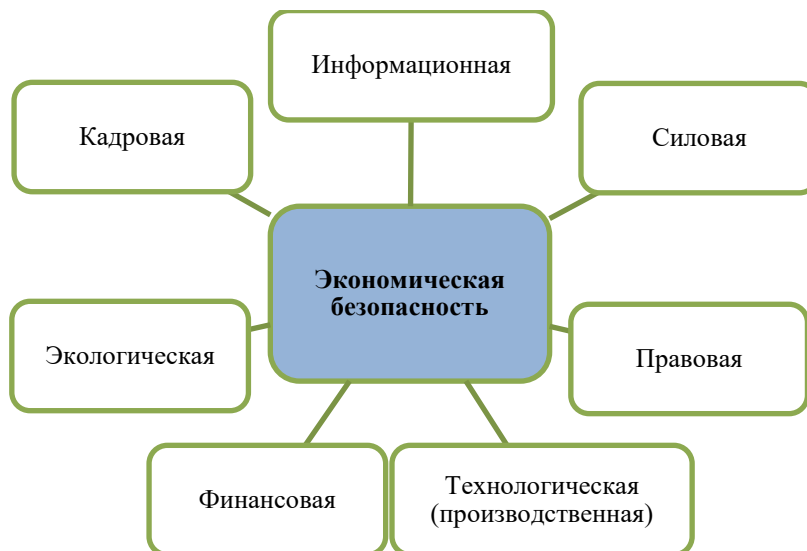 Информационная
Кадровая
Силовая
Экономическая
безопасность
Экологическая
Правовая
Финансовая
Технологическая
(производственная)